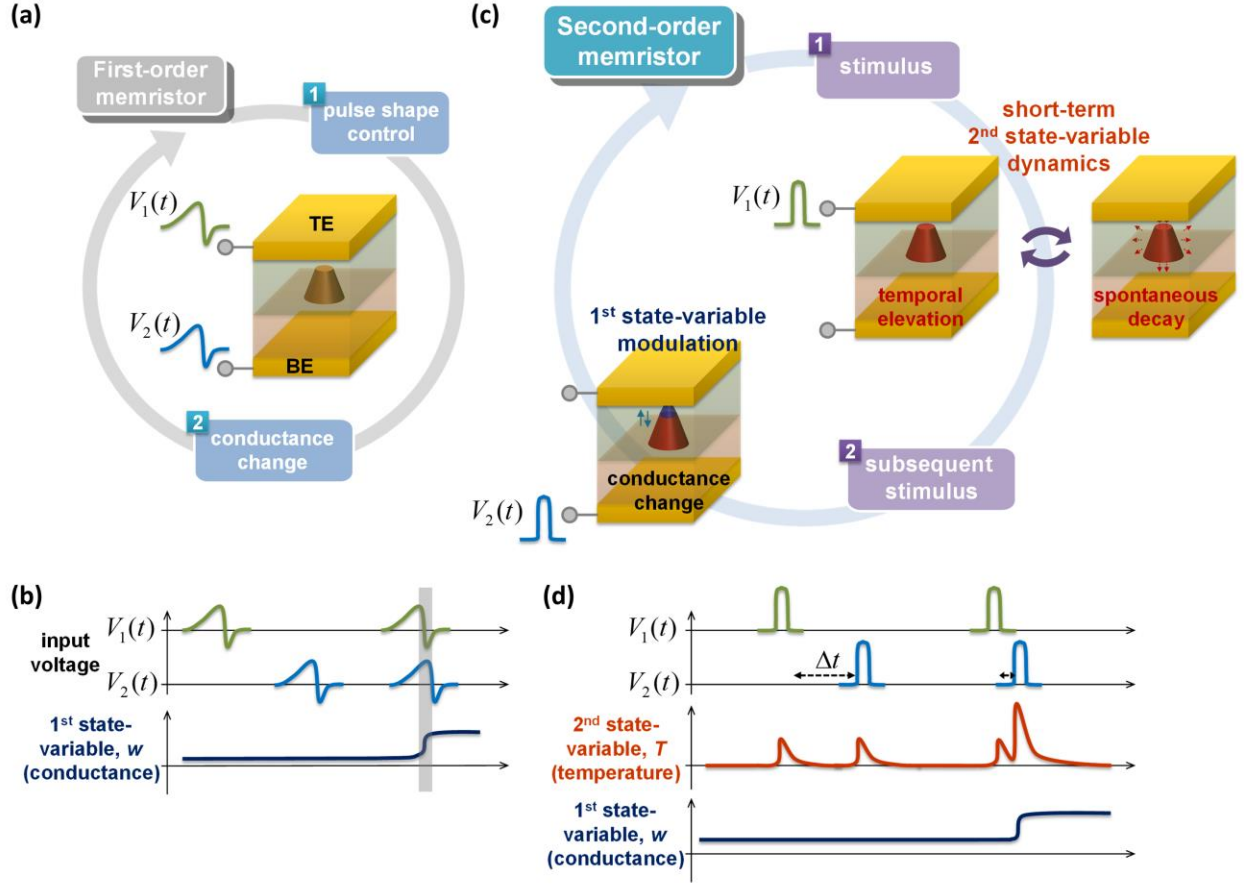 (a)
First-order
memristor
1
pulse shape
control
V₁(t)
TE
V₂(t)
BE
2
conductance
change
(c)
Second-order
memristor
1
stimulus
short-term
2nd state-variable
dynamics
V₁(t)
temporal
elevation
spontaneous
decay
1st state-variable
modulation
conductance
change
V₂(t)
2
subsequent
stimulus
(b)
input
voltage
V₁(t)
V₂(t)
1st state-
variable, w
(conductance)
(d)
V₁(t)
Δt
V₂(t)
2nd state-
variable, T
(temperature)
1st state-
variable, w
(conductance)